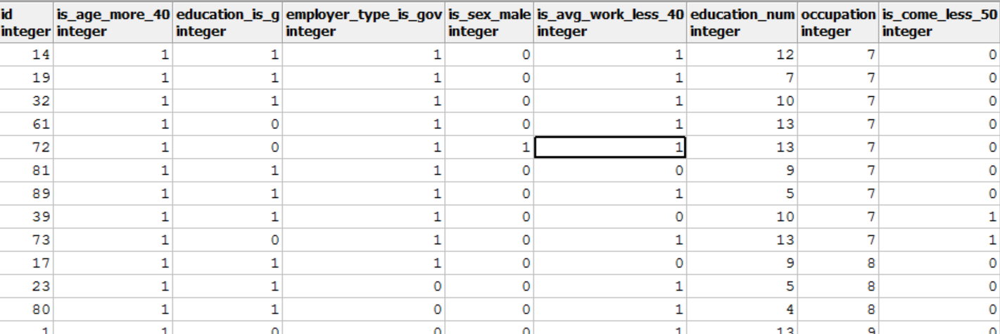 id is_age_more_40 education_is_g employer_type_is_gov is_sex_male is_avg_work_less_40 education_num occupation is_come_less_50
integer integer integer integer integer integer integer integer integer
14 1 1 1 0 1 12 7 0
19 1 1 1 0 1 7 7 0
32 1 1 1 0 1 10 7 0
61 1 0 1 0 1 13 7 0
72 1 0 1 1 1 13 7 0
81 1 1 1 0 0 9 7 0
89 1 1 1 0 1 5 7 0
39 1 1 1 0 0 10 7 1
73 1 0 1 0 1 13 7 1
17 1 1 1 0 0 9 8 0
23 1 1 0 0 1 5 8 0
80 1 1 0 0 1 4 8 0
1 1 0 0 0 1 13 9 0